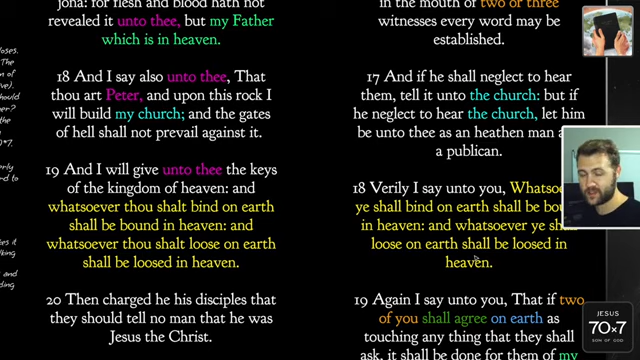 jona: for flesh and blood hath not
revealed it unto thee, but my Father
which is in heaven.
18 And I say also unto thee, That
thou art Peter, and upon this rock I
will build my church; and the gates
of hell shall not prevail against it.
19 And I will give unto thee the keys
of the kingdom of heaven: and
whatsoever thou shalt bind on earth
shall be bound in heaven: and
whatsoever thou shalt loose on earth
shall be loosed in heaven.
20 Then charged he his disciples that
they should tell no man that he was
Jesus the Christ.
in the mouth of two or three
witnesses every word may be
established.
17 And if he shall neglect to hear
them, tell it unto the church: but if
he neglect to hear the church, let him
be unto thee as an heathen man
a publican.
18 Verily I say unto you,
ye shall bind on earth shall be
in heaven: and whatsoever ye
loose on earth shall be loosed in
heaven.
19 Again I say unto you, That if two
of you shall agree on earth as
touching any thing that they shall
ask, it shall be done for them of my
JESUS
70x7
SON OF GOD